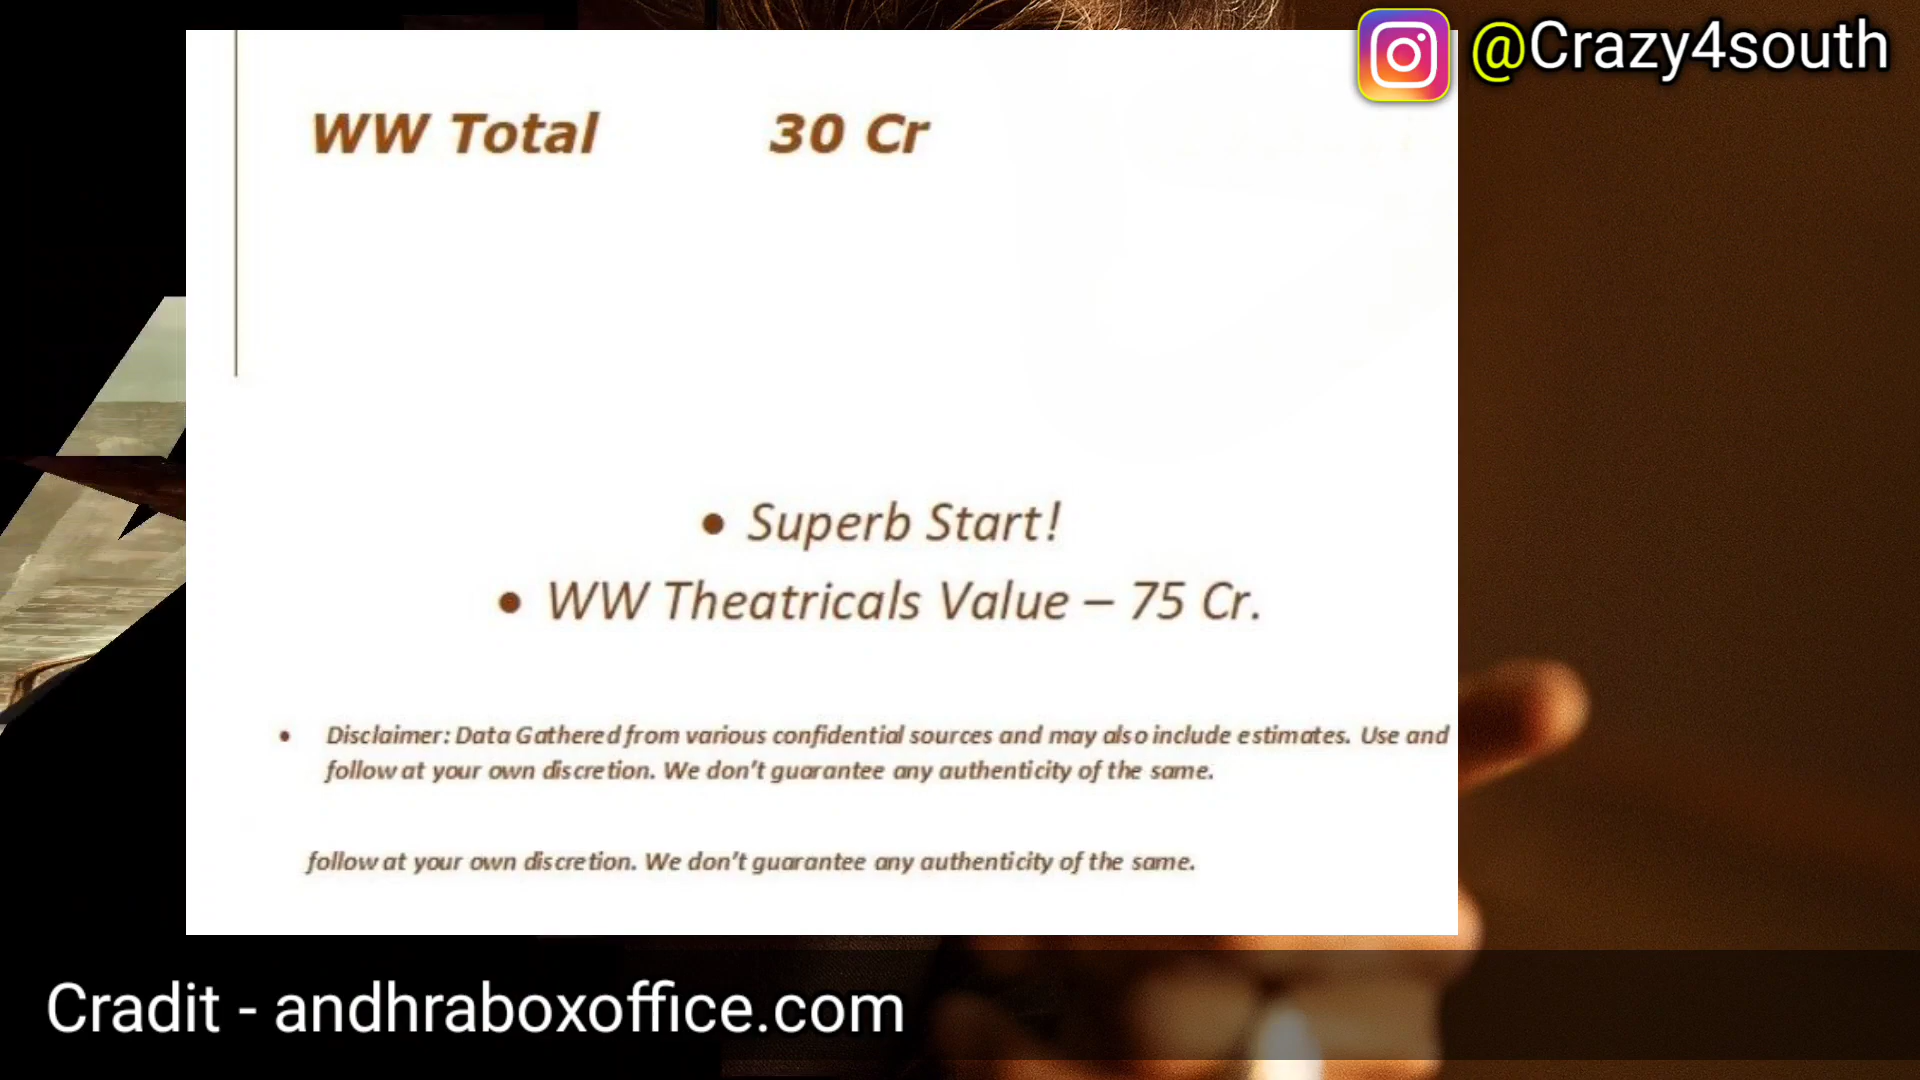 @Crazy4south
WW Total 30 Cr
• Superb Start!
• WW Theatricals Value – 75 Cr.
• Disclaimer: Data Gathered from various confidential sources and may also include estimates. Use and
follow at your own discretion. We don't guarantee any authenticity of the same.
follow at your own discretion. We don't guarantee any authenticity of the same.
Cradit - andhraboxoffice.com